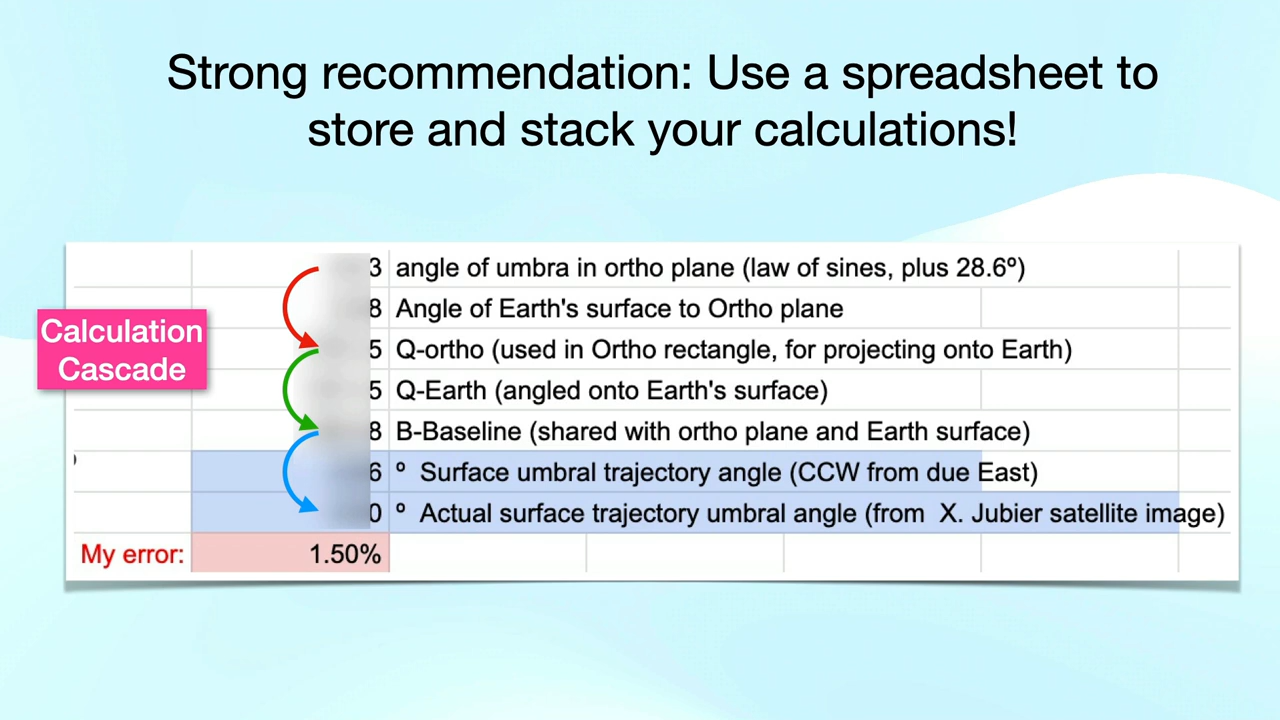 Strong recommendation: Use a spreadsheet to
store and stack your calculations!
3 angle of umbra in ortho plane (law of sines, plus 28.6º)
8 Angle of Earth's surface to Ortho plane
Calculation
Cascade
5 Q-ortho (used in Ortho rectangle, for projecting onto Earth)
5 Q-Earth (angled onto Earth's surface)
8 B-Baseline (shared with ortho plane and Earth surface)
6 º Surface umbral trajectory angle (CCW from due East)
0 º Actual surface trajectory umbral angle (from X. Jubier satellite image)
My error: 1.50%